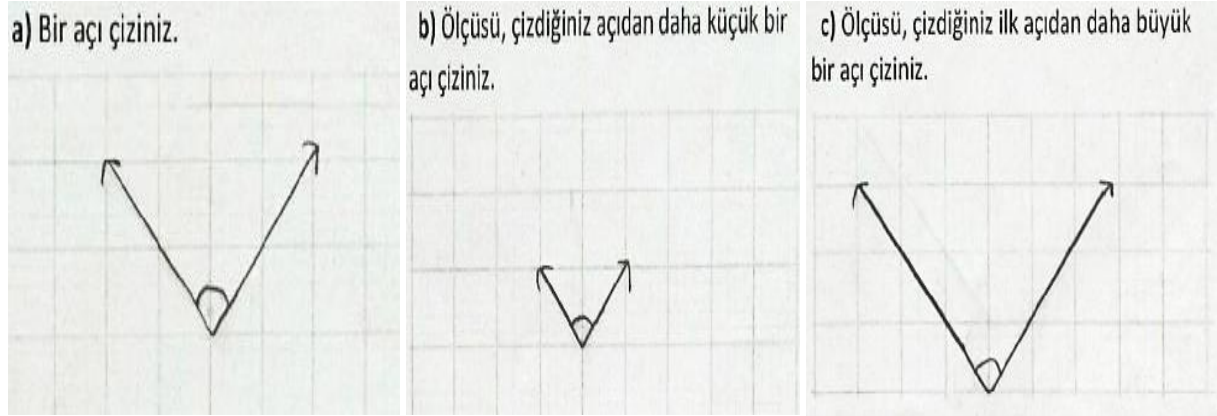 a) Bir açı çiziniz.
b) Ölçüsü, çizdiğiniz açıdan daha küçük bir
açı çiziniz.
c) Ölçüsü, çizdiğiniz ilk açıdan daha büyük
bir açı çiziniz.